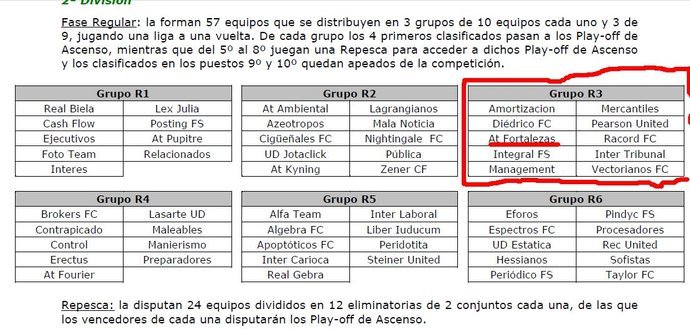 2ª División
Fase Regular: la forman 57 equipos que se distribuyen en 3 grupos de 10 equipos cada uno y 3 de
9, jugando una liga a una vuelta. De cada grupo los 4 primeros clasificados pasan a los Play-off de
Ascenso, mientras que del 5º al 8º juegan una Repesca para acceder a dichos Play-off de Ascenso
y los clasificados en los puestos 9º y 10º quedan apeados de la competición.
Grupo R1
Real Biela Lex Julia
Cash Flow Posting FS
Ejecutivos At Pupitre
Foto Team Relacionados
Interes
Grupo R2
At Ambiental Lagrangianos
Azeotropos Mala Noticia
Cigüeñales FC Nightingale FC
UD Jotaclick Pública
At Kyning Zener CF
Grupo R3
Amortizacion Mercantiles
Diédrico FC Pearson United
At Fortalezas Racord FC
Integral FS Inter Tribunal
Management Vectorianos FC
Grupo R4
Brokers FC Lasarte UD
Contrapicado Maleables
Control Manierismo
Erectus Preparadores
At Fourier
Grupo R5
Alfa Team Inter Laboral
Algebra FC Liber Iuducum
Apoptóticos FC Peridotita
Inter Carioca Steiner United
Real Gebra
Grupo R6
Eforos Pindyc FS
Espectros FC Procesadores
UD Estatica Rec United
Hessianos Sofistas
Periódico FS Taylor FC
Repesca: la disputan 24 equipos divididos en 12 eliminatorias de 2 conjuntos cada una, de las que
los vencedores de cada una disputarán los Play-off de Ascenso.